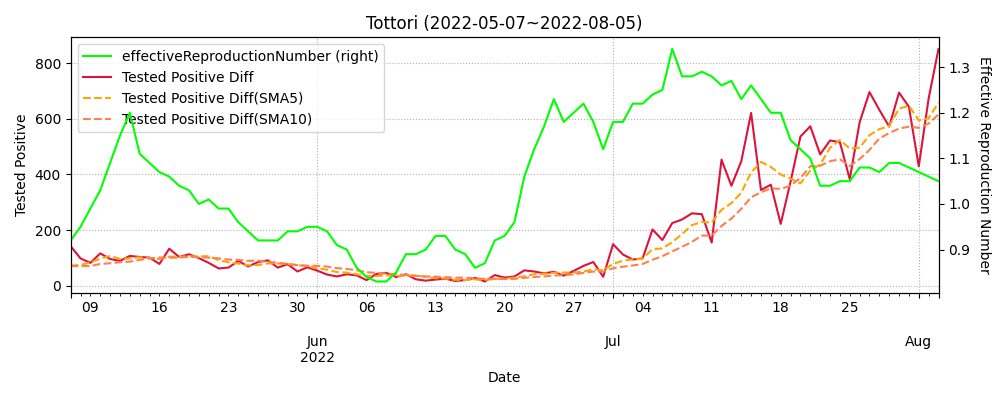 Tottori (2022-05-07~2022-08-05)
effectiveReproductionNumber (right)
Tested Positive Diff
Tested Positive Diff(SMA5)
Tested Positive Diff(SMA10)
Tested Positive
800
600
400
200
0
Effective Reproduction Number
1.3
1.2
1.1
1.0
0.9
09 16 23 30 06 13 20 27 04 11 18 25
Jun Jul Aug
2022
Date